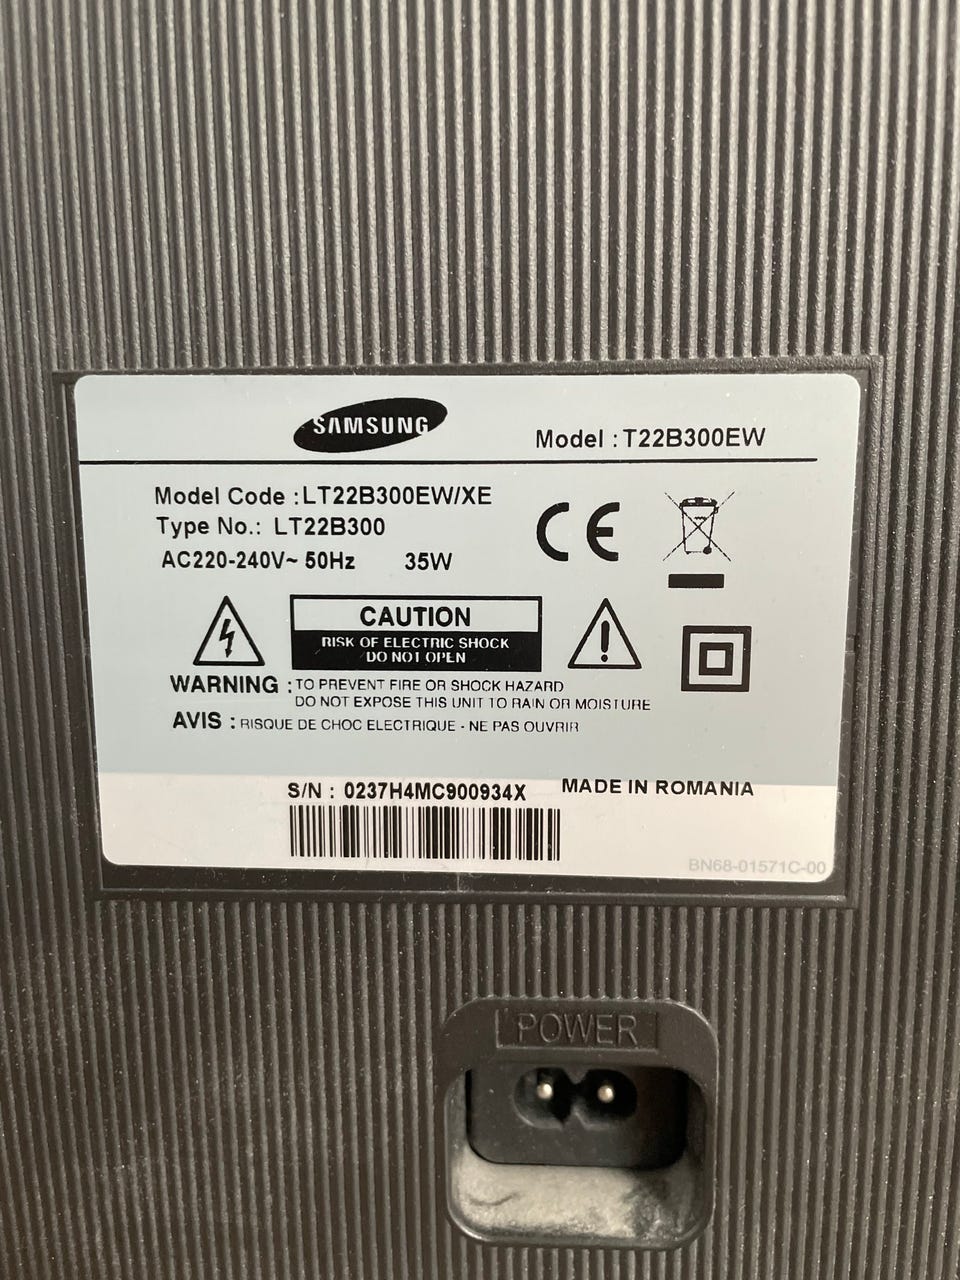 SAMSUNG
Model : T22B300EW
Model Code : LT22B300EW/XE
Type No.: LT22B300
AC220-240V~ 50Hz 35W
CE
CAUTION
RISK OF ELECTRIC SHOCK
DO NOT OPEN
WARNING : TO PREVENT FIRE OR SHOCK HAZARD
DO NOT EXPOSE THIS UNIT TO RAIN OR MOISTURE
AVIS : RISQUE DE CHOC ELECTRIQUE - NE PAS OUVRIR
S/N : 0237H4MC900934X
MADE IN ROMANIA
BN68-01571C-00
POWER